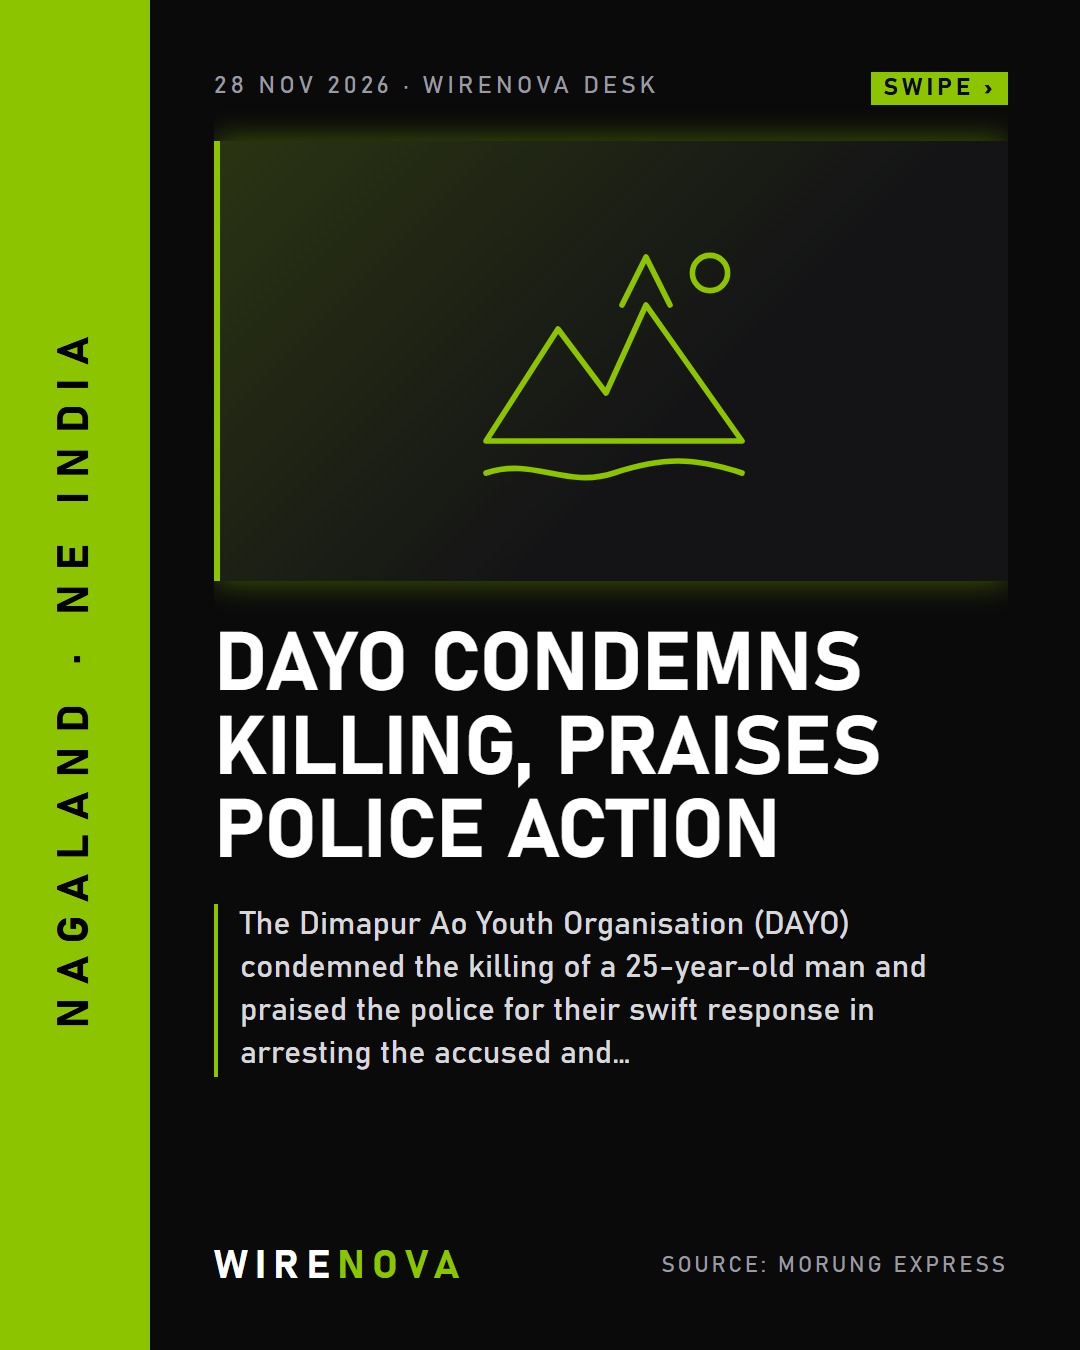 NAGALAND · NE INDIA
28 NOV 2026 · WIRENOVA DESK
SWIPE ›
DAYO CONDEMNS
KILLING, PRAISES
POLICE ACTION
The Dimapur Ao Youth Organisation (DAYO)
condemned the killing of a 25-year-old man and
praised the police for their swift response in
arresting the accused and…
WIRENOVA
SOURCE: MORUNG EXPRESS